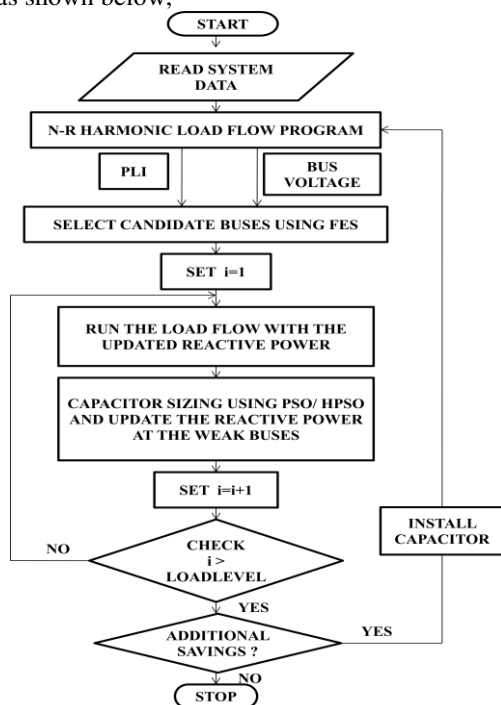 as shown below,
START
READ SYSTEM
DATA
N-R HARMONIC LOAD FLOW PROGRAM
PLI
BUS
VOLTAGE
SELECT CANDIDATE BUSES USING FES
SET i=1
RUN THE LOAD FLOW WITH THE
UPDATED REACTIVE POWER
CAPACITOR SIZING USING PSO/ HPSO
AND UPDATE THE REACTIVE POWER
AT THE WEAK BUSES
SET i=i+1
INSTALL
CAPACITOR
NO
CHECK
i >
LOADLEVEL
YES
ADDITIONAL
SAVINGS ?
YES
NO
STOP